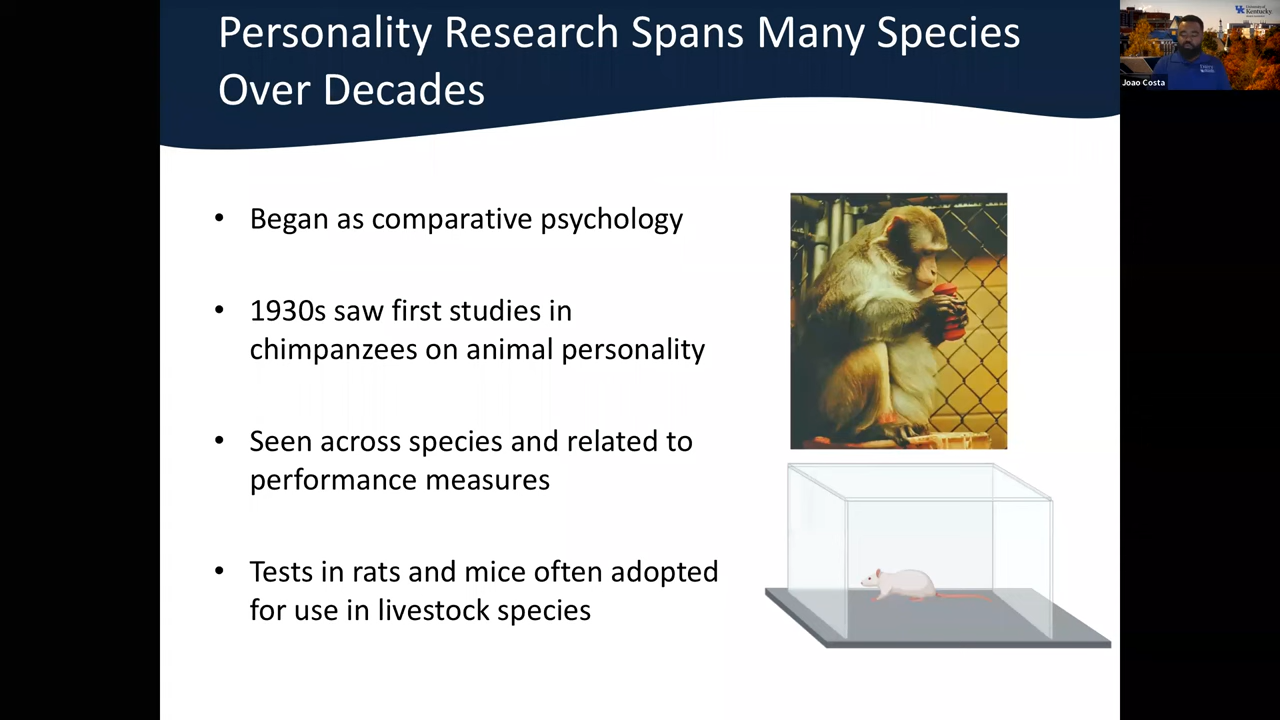 Personality Research Spans Many Species
Over Decades
• Began as comparative psychology
• 1930s saw first studies in
chimpanzees on animal personality
• Seen across species and related to
performance measures
• Tests in rats and mice often adopted
for use in livestock species
Kentucky
Joao Costa